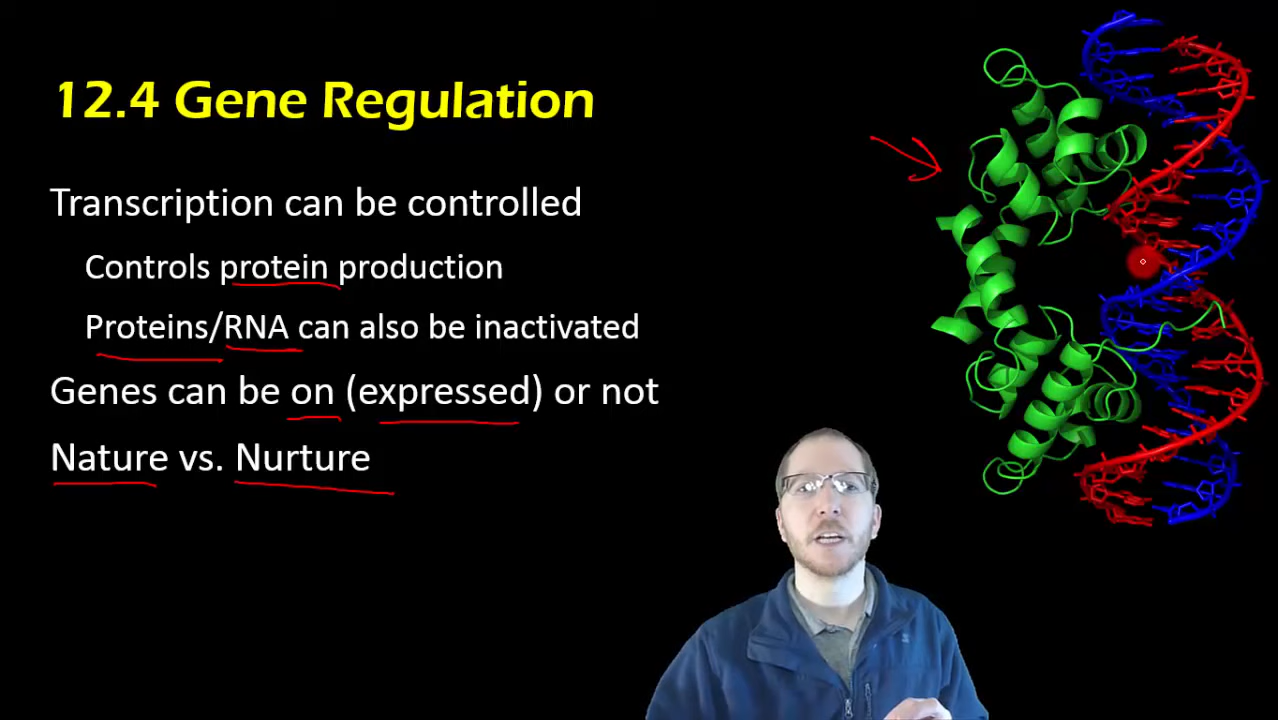 12.4 Gene Regulation
Transcription can be controlled
Controls protein production
Proteins/RNA can also be inactivated
Genes can be on (expressed) or not
Nature vs. Nurture